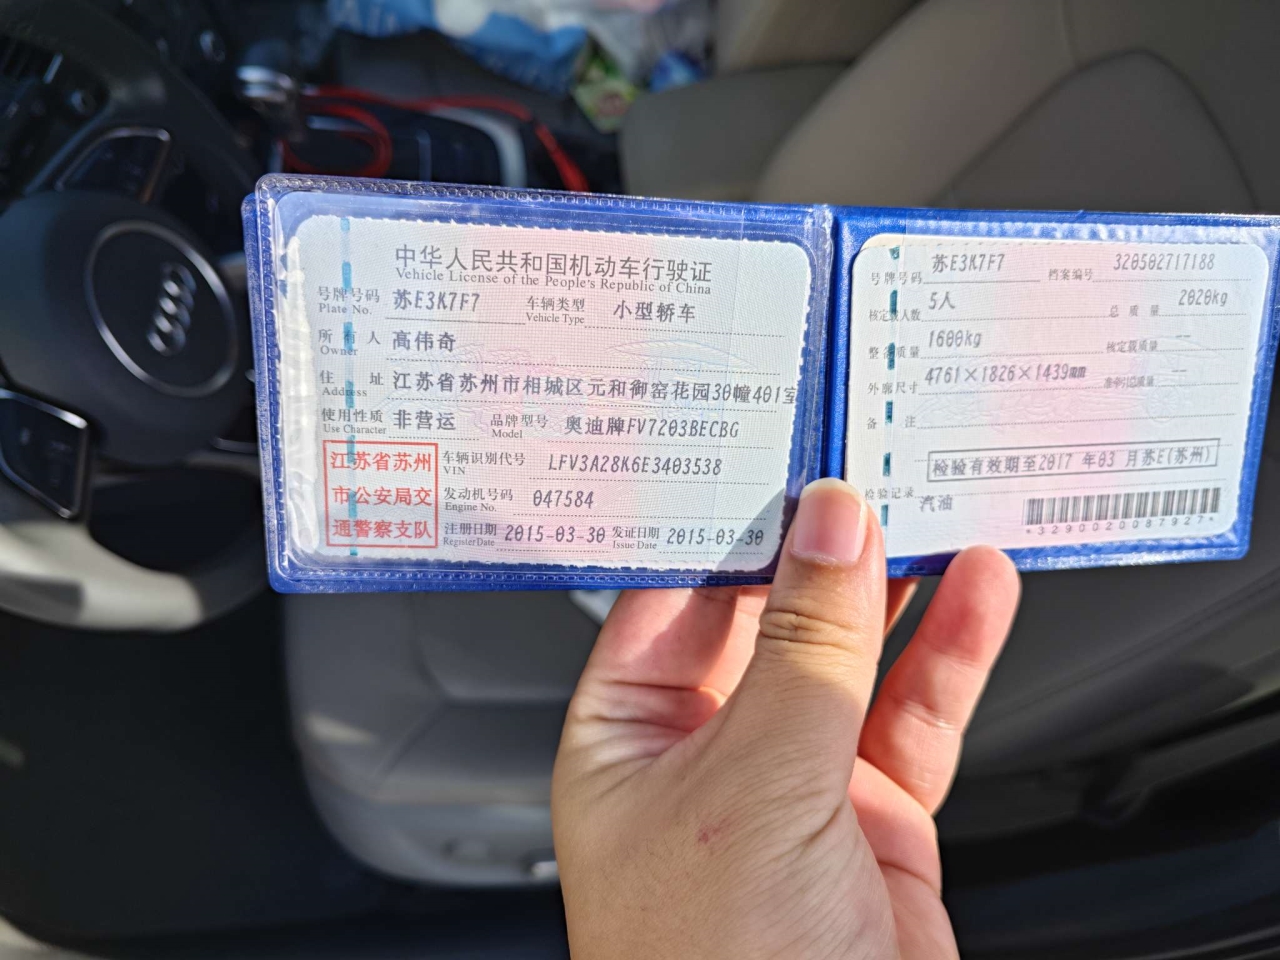 中华人民共和国机动车行驶证
Vehicle License of the People's Republic of China
号牌号码 苏E3K7F7 车辆类型 小型轿车
Plate No. Vehicle Type
所有人 高伟奇
Owner
住址 江苏省苏州市相城区元和御窑花园30幢401室
Address
使用性质 非营运 品牌型号 奥迪牌FV7203BECBG
Use Character Model
江苏省苏州
市公安局交
通警察支队
车辆识别代号 LFV3A28K6E3403538
VIN
发动机号码 047584
Engine No.
注册日期 2015-03-30 发证日期 2015-03-30
Register Date Issue Date
号牌号码 苏E3K7F7 档案编号 320502717188
核定载人数 5人 总质量 2020kg
整备质量 1600kg 核定载质量 --
外廓尺寸 4761×1826×1439mm 准牵引总质量 --
备注
检验有效期至2017年03月苏E(苏州)
检验记录
汽油
*3290020087927*